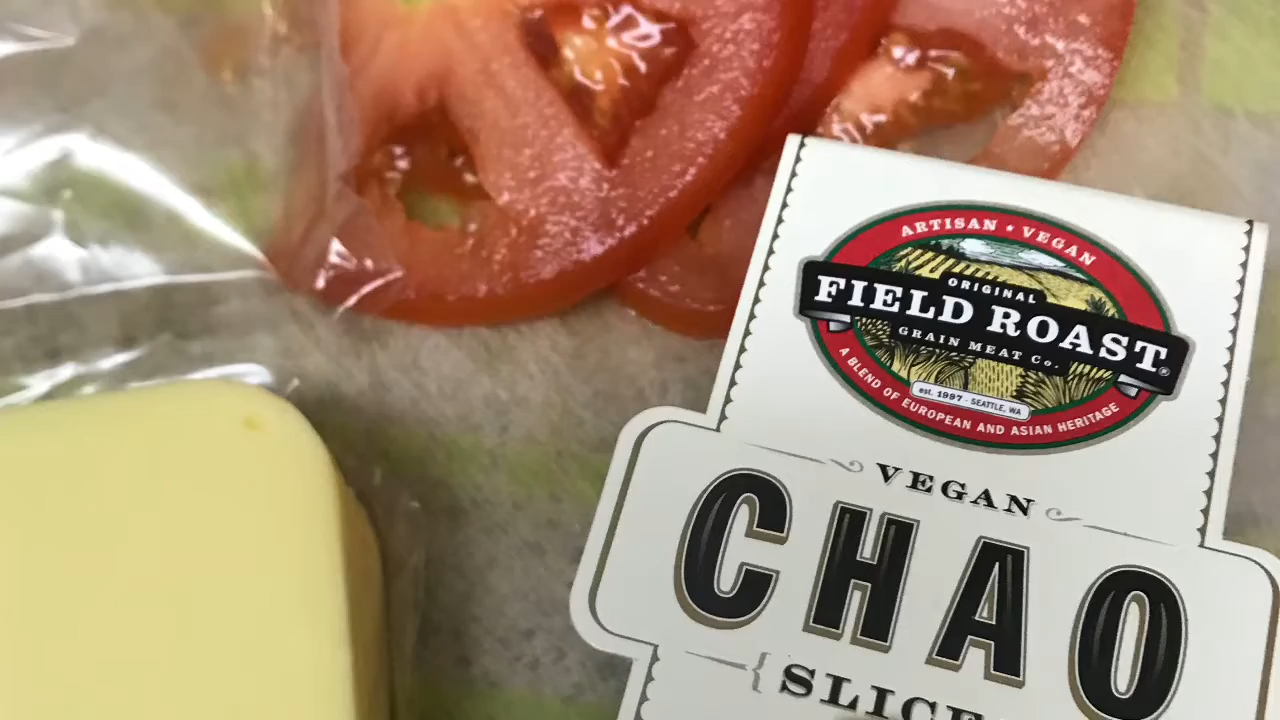 ARTISAN ★ VEGAN
ORIGINAL
FIELD ROAST®
GRAIN MEAT Co.
est. 1997 - SEATTLE, WA
A BLEND OF EUROPEAN AND ASIAN HERITAGE
VEGAN
CHAO